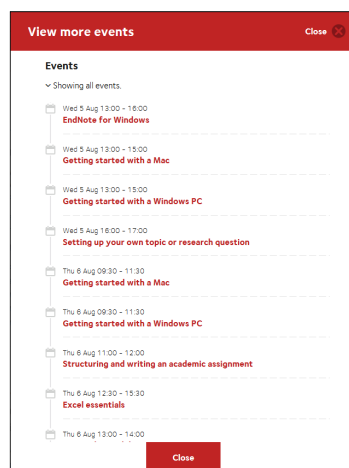 View more events
Close
Events
Showing all events.
Wed 5 Aug 13:00 - 16:00
EndNote for Windows
Wed 5 Aug 13:00 - 15:00
Getting started with a Mac
Wed 5 Aug 13:00 - 15:00
Getting started with a Windows PC
Wed 5 Aug 16:00 - 17:00
Setting up your own topic or research question
Thu 6 Aug 09:30 - 11:30
Getting started with a Mac
Thu 6 Aug 09:30 - 11:30
Getting started with a Windows PC
Thu 6 Aug 11:00 - 12:00
Structuring and writing an academic assignment
Thu 6 Aug 12:30 - 15:30
Excel essentials
Thu 6 Aug 13:00 - 14:00
Close